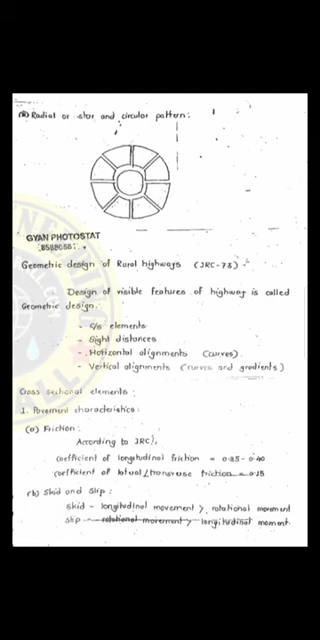 Radial or star and circular pattern:
GYAN PHOTOSTAT
Geometric design of Rural highways (IRC-73) -
Design of visible features of highway is called
Geometric design.
- C/s elements
- Sight distances
- Horizontal alignments (curves)
- Vertical alignments (curves and gradients)
Cross sectional elements:
1. Pavement characteristics:
(a) Friction:
According to IRC,
coefficient of longitudinal friction = 0.35 - 0.40
coefficient of lateral/transverse friction = 0.15
(b) Skid and Slip:
Skid - longitudinal movement > rotational movement
Slip - rotational movement > longitudinal moment